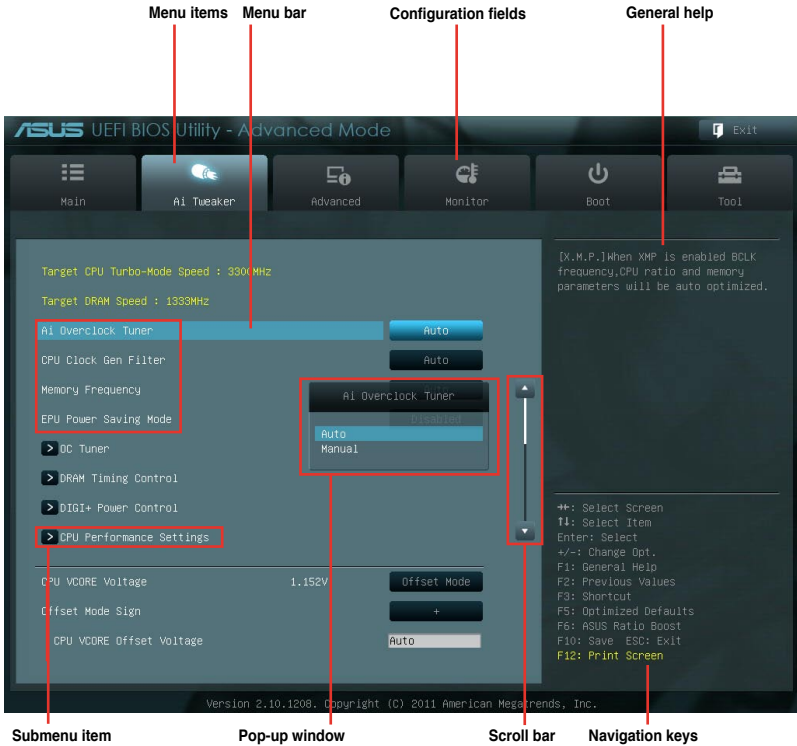 Menu items Menu bar Configuration fields General help
ASUS UEFI BIOS Utility - Advanced Mode Exit
Main Ai Tweaker Advanced Monitor Boot Tool
[X.M.P.]When XMP is enabled BCLK
frequency,CPU ratio and memory
parameters will be auto optimized.
Target CPU Turbo-Mode Speed : 3300MHz
Target DRAM Speed : 1333MHz
Ai Overclock Tuner Auto
CPU Clock Gen Filter Auto
Memory Frequency
EPU Power Saving Mode Disabled
Ai Overclock Tuner
Auto
Manual
> OC Tuner
> DRAM Timing Control
> DIGI+ Power Control
> CPU Performance Settings
CPU VCORE Voltage 1.152V Offset Mode
Offset Mode Sign +
CPU VCORE Offset Voltage Auto
→←: Select Screen
↑↓: Select Item
Enter: Select
+/-: Change Opt.
F1: General Help
F2: Previous Values
F3: Shortcut
F5: Optimized Defaults
F6: ASUS Ratio Boost
F10: Save ESC: Exit
F12: Print Screen
Version 2.10.1208. Copyright (C) 2011 American Megatrends, Inc.
Submenu item Pop-up window Scroll bar Navigation keys